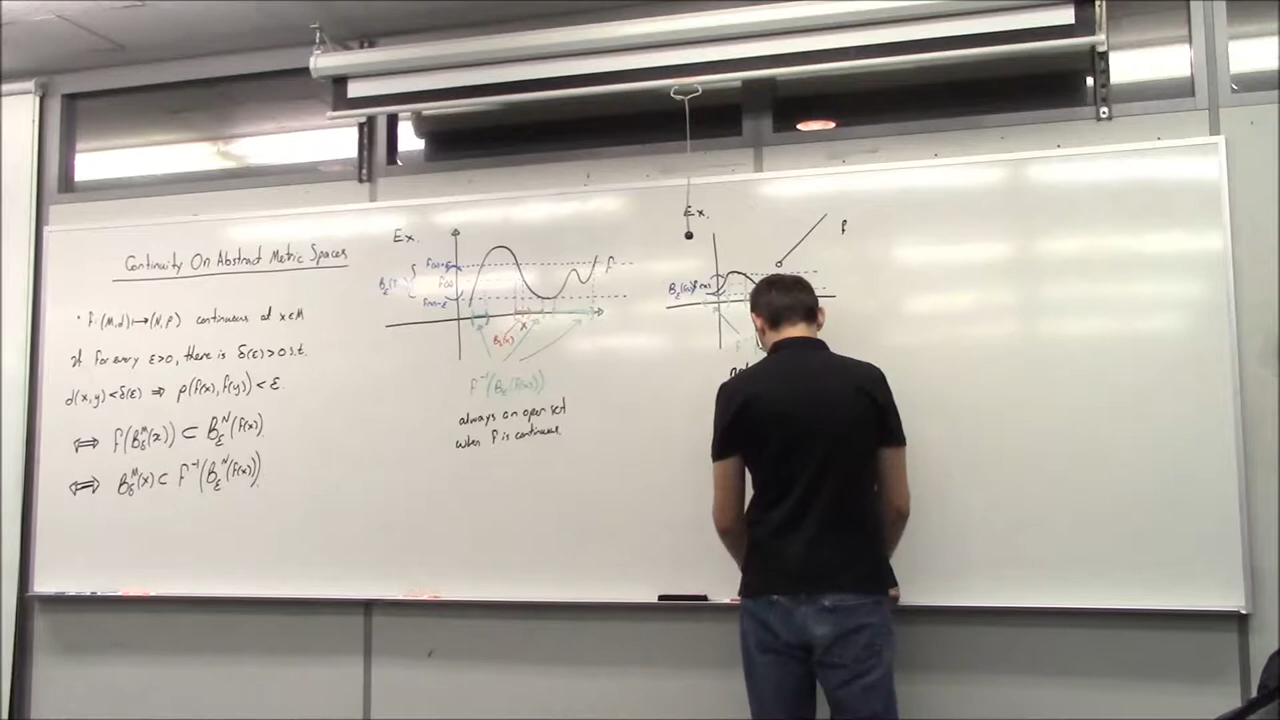 Continuity On Abstract Metric Spaces
• f: (M,d) ↦ (N,ρ) continuous at x∈M
if for every ε>0, there is δ(ε)>0 s.t.
d(x,y)<δ(ε) ⇒ ρ(f(x),f(y))<ε.
⇔ f(B_δ^M(x)) ⊂ B_ε^N(f(x)).
⇔ B_δ^M(x) ⊂ f⁻¹(B_ε^N(f(x))).
Ex.
f(x)+ε
f(x)
f(x)-ε
f
x
B_δ(x)
f⁻¹(B_ε(f(x)))
always an open set
when f is continuous.
Ex.
f
B_ε(f(x))
f(x)